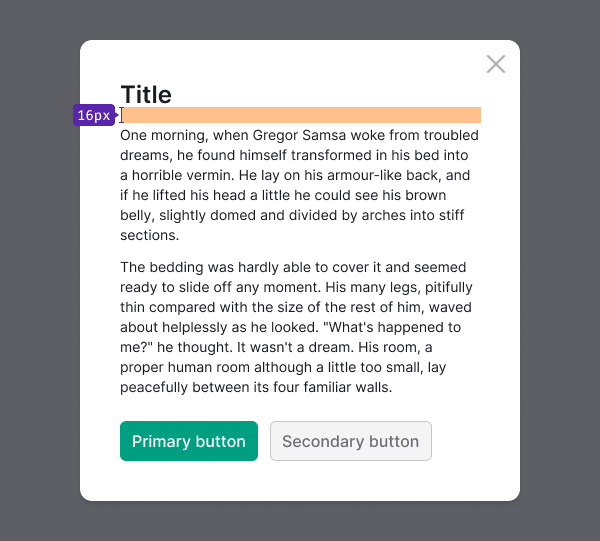 Title
16px
One morning, when Gregor Samsa woke from troubled
dreams, he found himself transformed in his bed into
a horrible vermin. He lay on his armour-like back, and
if he lifted his head a little he could see his brown
belly, slightly domed and divided by arches into stiff
sections.
The bedding was hardly able to cover it and seemed
ready to slide off any moment. His many legs, pitifully
thin compared with the size of the rest of him, waved
about helplessly as he looked. "What's happened to
me?" he thought. It wasn't a dream. His room, a
proper human room although a little too small, lay
peacefully between its four familiar walls.
Primary button
Secondary button